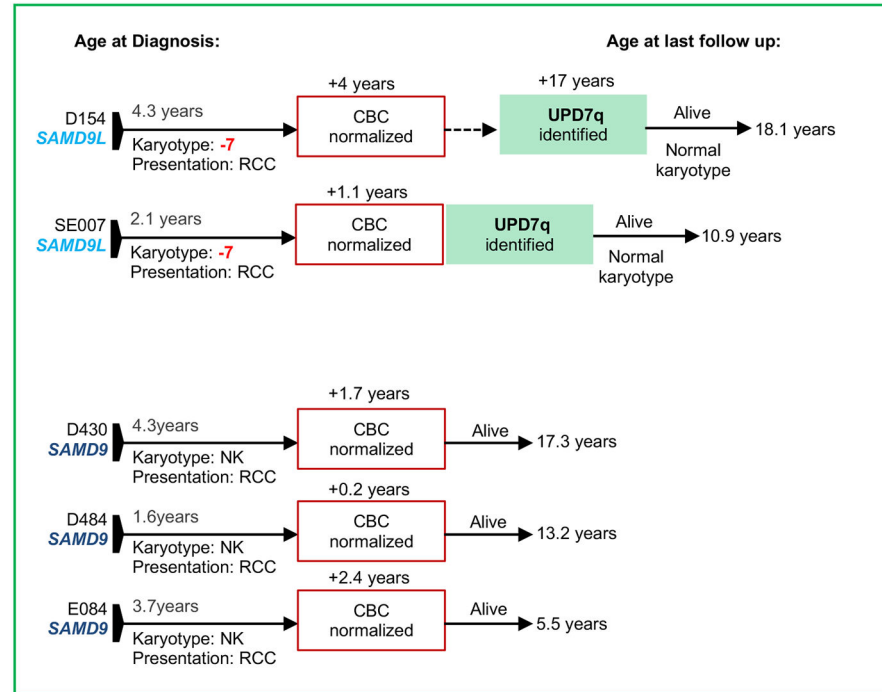 Age at Diagnosis:
Age at last follow up:
+4 years
+17 years
D154
SAMD9L
4.3 years
Karyotype: -7
Presentation: RCC
CBC
normalized
UPD7q
identified
Alive
Normal
karyotype
18.1 years
+1.1 years
SE007
SAMD9L
2.1 years
Karyotype: -7
Presentation: RCC
CBC
normalized
UPD7q
identified
Alive
Normal
karyotype
10.9 years
+1.7 years
D430
SAMD9
4.3years
Karyotype: NK
Presentation: RCC
CBC
normalized
Alive
17.3 years
+0.2 years
D484
SAMD9
1.6years
Karyotype: NK
Presentation: RCC
CBC
normalized
Alive
13.2 years
+2.4 years
E084
SAMD9
3.7years
Karyotype: NK
Presentation: RCC
CBC
normalized
Alive
5.5 years